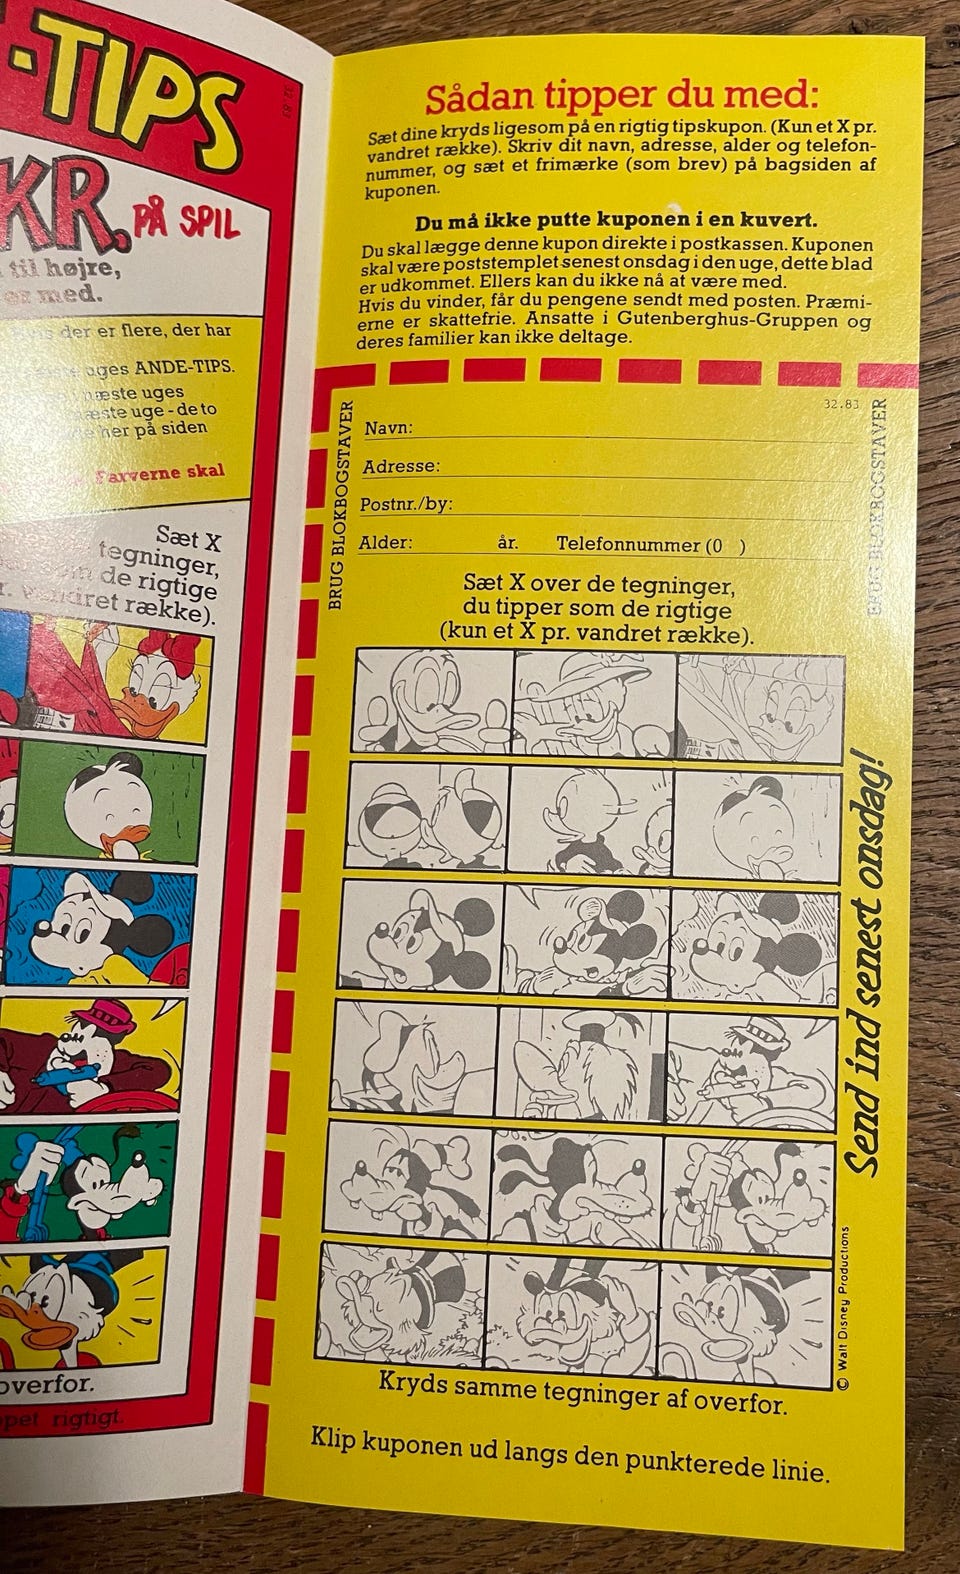 -TIPS
32 83
KR. PÅ SPIL
til højre,
er med.
der er flere, der har
uges ANDE-TIPS.
næste uges
næste uge - de to
her på siden
Farverne skal
Sæt X
tegninger,
de rigtige
række).
overfor.
rigtigt.
Sådan tipper du med:
Sæt dine kryds ligesom på en rigtig tipskupon. (Kun et X pr.
vandret række). Skriv dit navn, adresse, alder og telefon-
nummer, og sæt et frimærke (som brev) på bagsiden af
kuponen.
Du må ikke putte kuponen i en kuvert.
Du skal lægge denne kupon direkte i postkassen. Kuponen
skal være poststemplet senest onsdag i den uge, dette blad
er udkommet. Ellers kan du ikke nå at være med.
Hvis du vinder, får du pengene sendt med posten. Præmi-
erne er skattefrie. Ansatte i Gutenberghus-Gruppen og
deres familier kan ikke deltage.
32.83
BRUG BLOKBOGSTAVER
Navn:
Adresse:
Postnr./by:
Alder: år. Telefonnummer (0 )
BRUG BLOKBOGSTAVER
Sæt X over de tegninger,
du tipper som de rigtige
(kun et X pr. vandret række).
Send ind senest onsdag!
© Walt Disney Productions
Kryds samme tegninger af overfor.
Klip kuponen ud langs den punkterede linie.